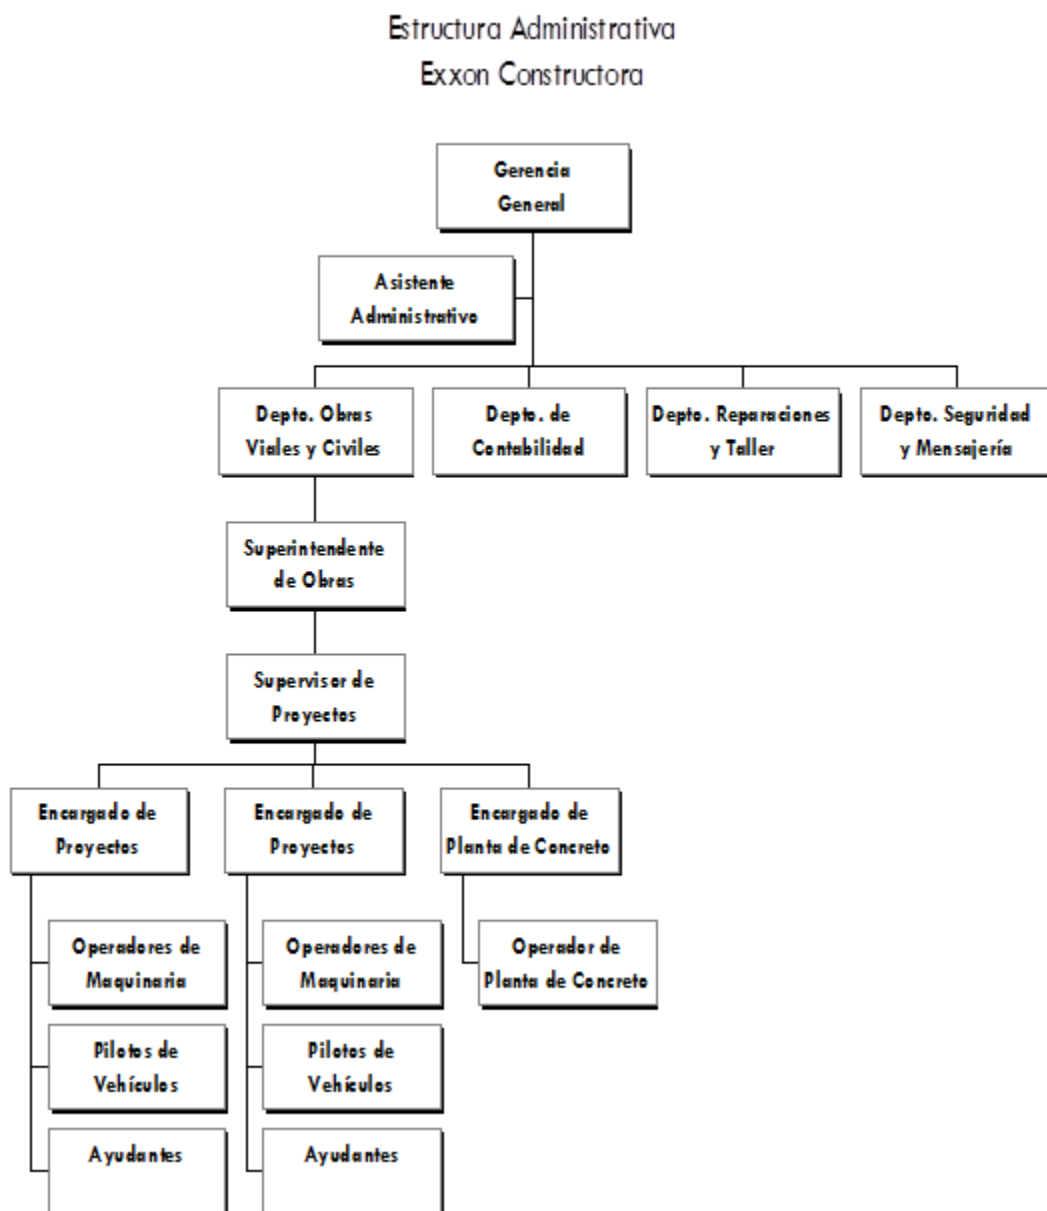 Estructura Administrativa
Exxon Constructora
Gerencia
General
Asistente
Administrativo
Depto. Obras
Viales y Civiles
Depto. de
Contabilidad
Depto. Reparaciones
y Taller
Depto. Seguridad
y Mensajería
Superintendente
de Obras
Supervisor de
Proyectos
Encargado de
Proyectos
Encargado de
Proyectos
Encargado de
Planta de Concreto
Operadores de
Maquinaria
Operadores de
Maquinaria
Operador de
Planta de Concreto
Pilotos de
Vehículos
Pilotos de
Vehículos
Ayudantes
Ayudantes